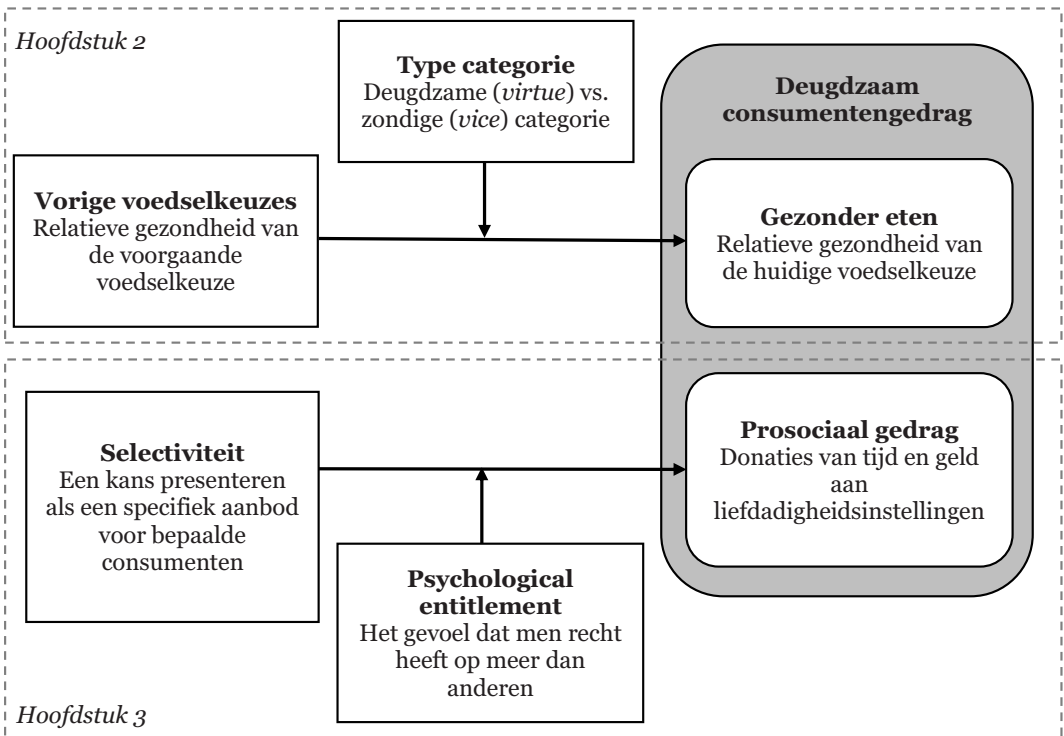 Hoofdstuk 2
Type categorie
Deugdzame (virtue) vs.
zondige (vice) categorie
Deugdzaam
consumentengedrag
Vorige voedselkeuzes
Relatieve gezondheid van
de voorgaande
voedselkeuze
Gezonder eten
Relatieve gezondheid van
de huidige voedselkeuze
Selectiviteit
Een kans presenteren
als een specifiek aanbod
voor bepaalde
consumenten
Prosociaal gedrag
Donaties van tijd en geld
aan
liefdadigheidsinstellingen
Psychological
entitlement
Het gevoel dat men recht
heeft op meer dan
anderen
Hoofdstuk 3